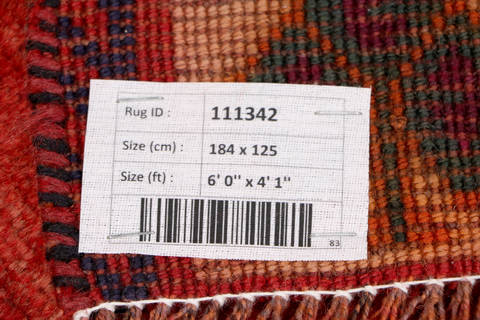 Rug ID : 111342
Size (cm) : 184 x 125
Size (ft) : 6' 0'' x 4' 1''
83